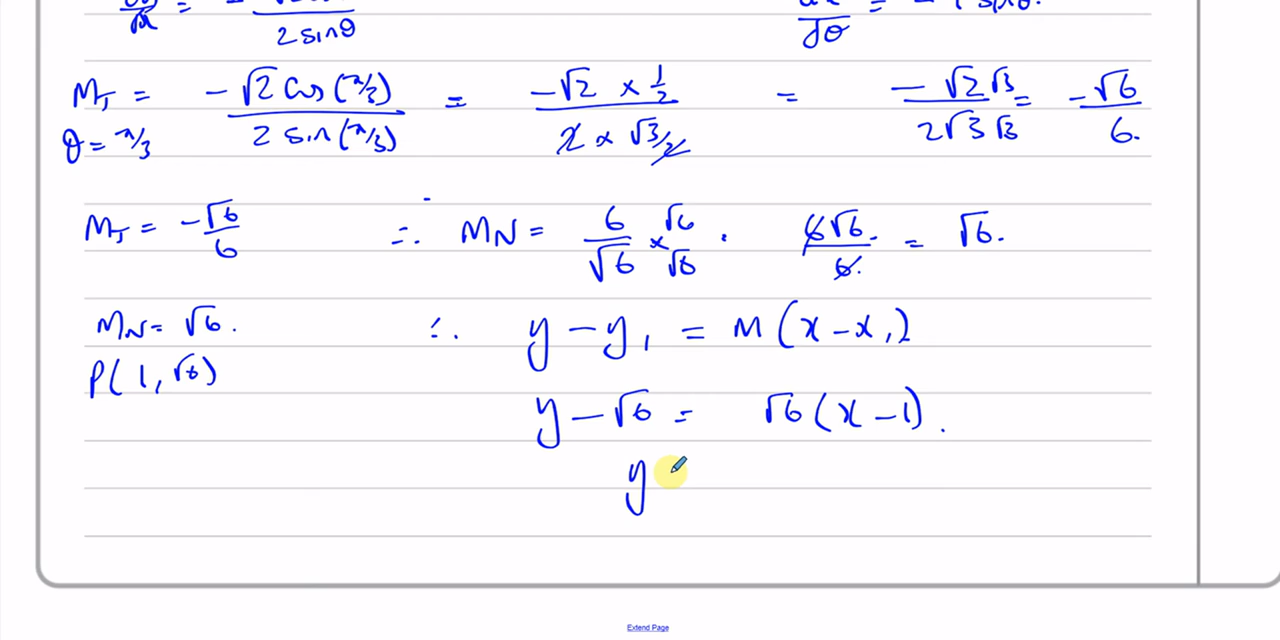 2 sinθ
dθ
M_T = -√2 cos(π/3) / 2 sin(π/3) = -√2 × 1/2 / 2 × √3/2 = -√2 √3 / 2√3 √3 = -√6 / 6.
θ = π/3
M_T = -√6 / 6 ∴ M_N = 6/√6 × √6/√6 . 6√6. / 6. = √6.
M_N = √6. ∴ y - y₁ = M(x - x₁)
P(1, √6)
y - √6 = √6(x - 1).
y
Extend Page